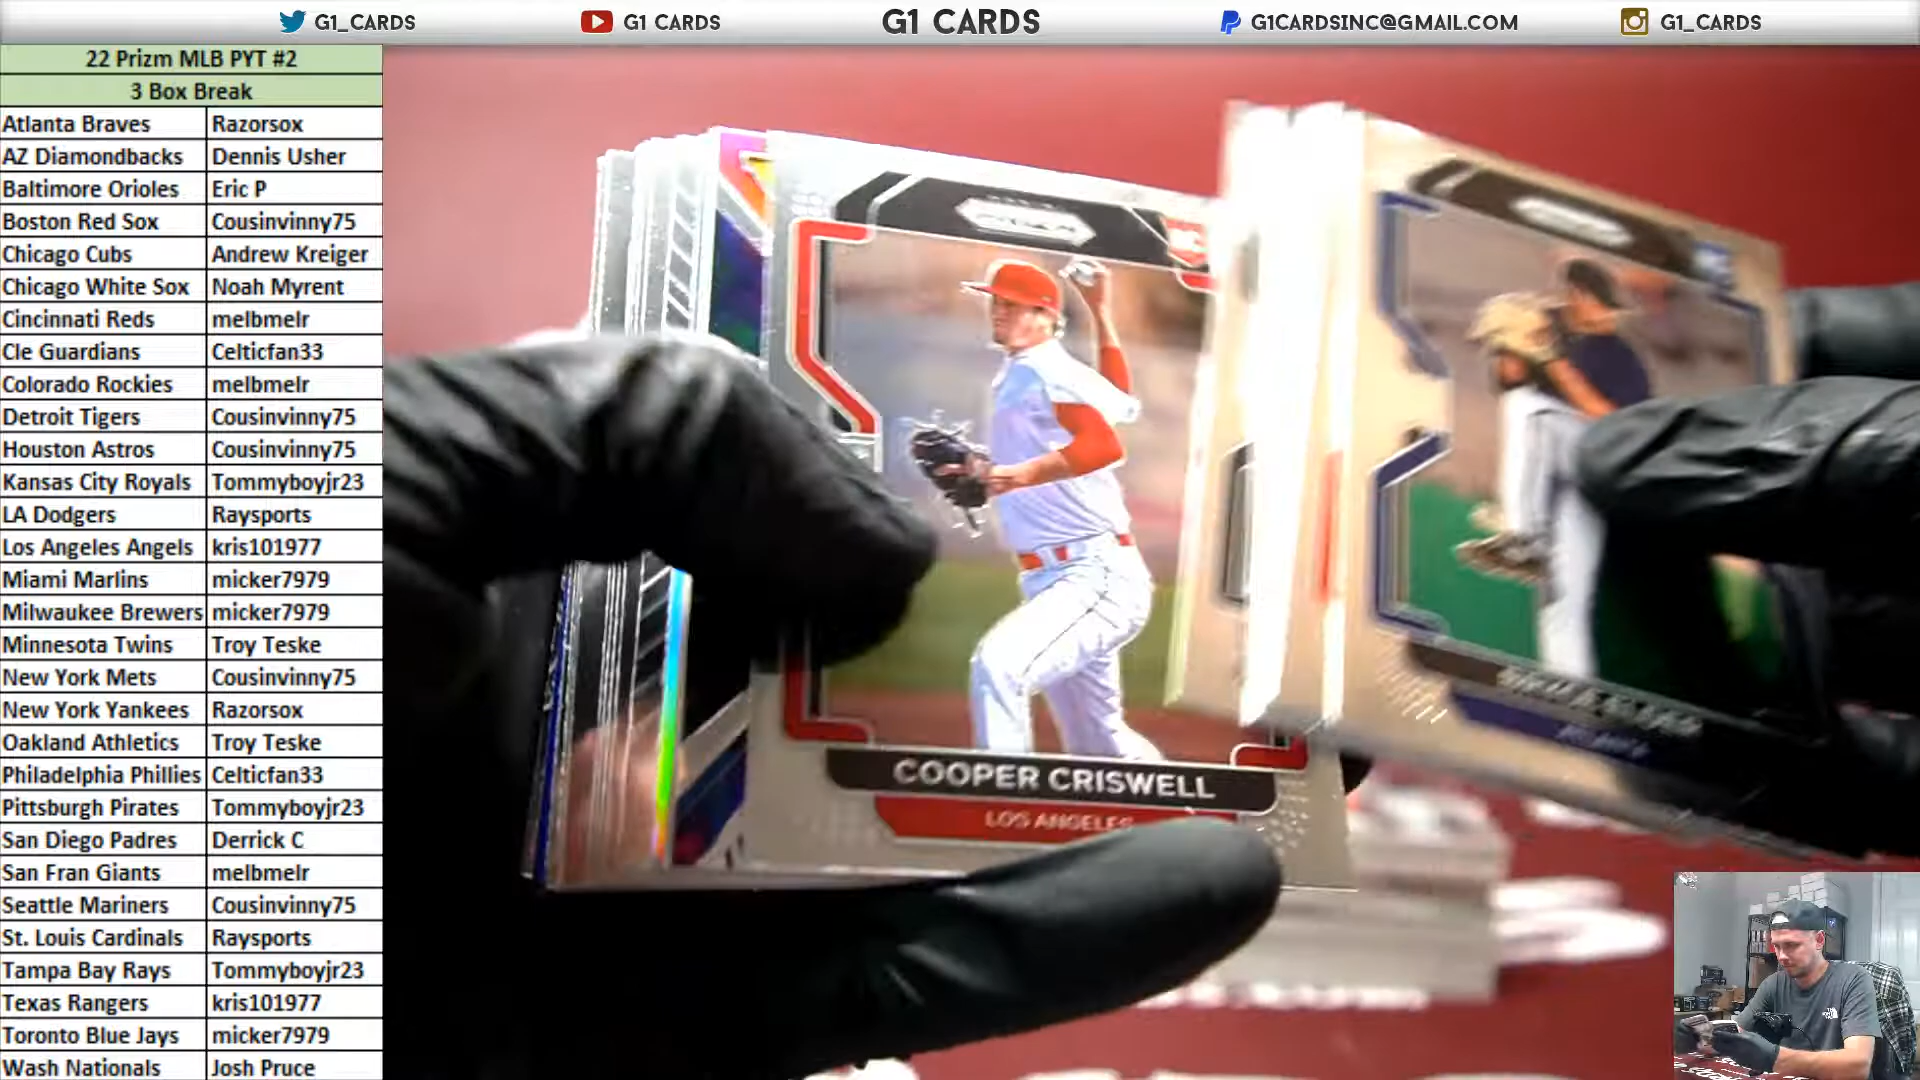 G1_CARDS
G1 CARDS
G1 CARDS
G1CARDSINC@GMAIL.COM
G1_CARDS
22 Prizm MLB PYT #2
3 Box Break
Atlanta Braves Razorsox
AZ Diamondbacks Dennis Usher
Baltimore Orioles Eric P
Boston Red Sox Cousinvinny75
Chicago Cubs Andrew Kreiger
Chicago White Sox Noah Myrent
Cincinnati Reds melbmelr
Cle Guardians Celticfan33
Colorado Rockies melbmelr
Detroit Tigers Cousinvinny75
Houston Astros Cousinvinny75
Kansas City Royals Tommyboyjr23
LA Dodgers Raysports
Los Angeles Angels kris101977
Miami Marlins micker7979
Milwaukee Brewers micker7979
Minnesota Twins Troy Teske
New York Mets Cousinvinny75
New York Yankees Razorsox
Oakland Athletics Troy Teske
Philadelphia Phillies Celticfan33
Pittsburgh Pirates Tommyboyjr23
San Diego Padres Derrick C
San Fran Giants melbmelr
Seattle Mariners Cousinvinny75
St. Louis Cardinals Raysports
Tampa Bay Rays Tommyboyjr23
Texas Rangers kris101977
Toronto Blue Jays micker7979
Wash Nationals Josh Pruce
COOPER CRISWELL
LOS ANGELES